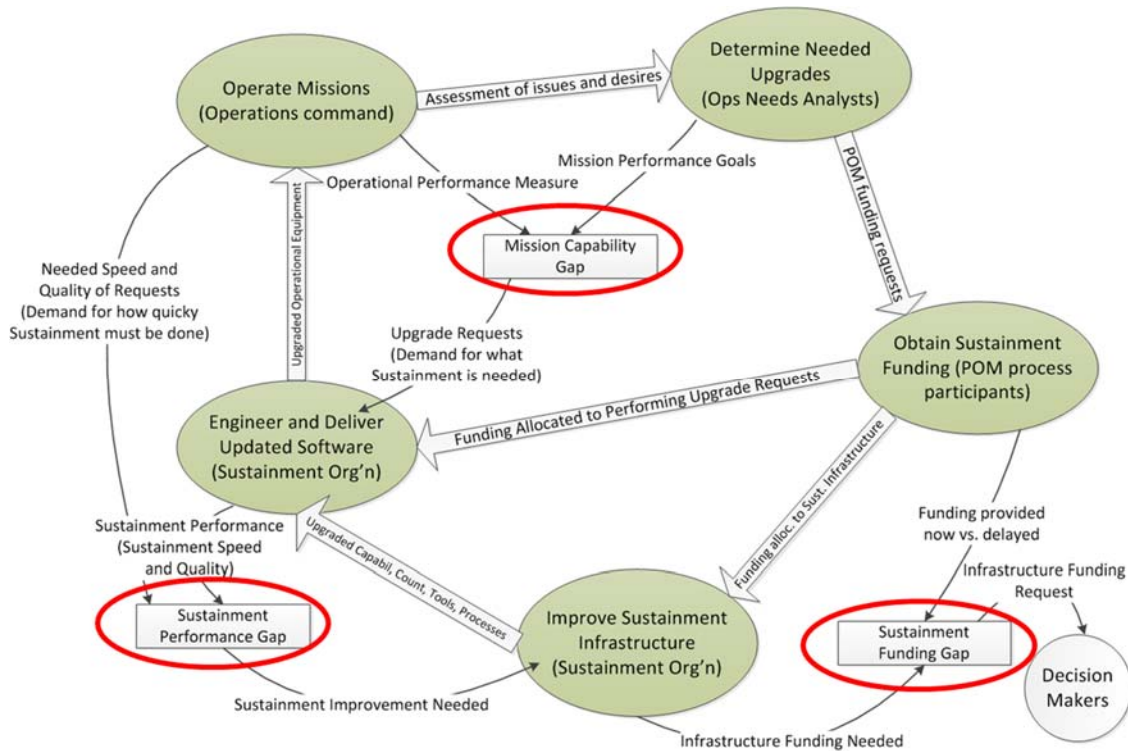 Operate Missions
(Operations command)
Assessment of issues and desires
Determine Needed
Upgrades
(Ops Needs Analysts)
Mission Performance Goals
Operational Performance Measure
POM funding requests
Mission Capability
Gap
Upgraded Operational Equipment
Needed Speed and
Quality of Requests
(Demand for how quicky
Sustainment must be done)
Upgrade Requests
(Demand for what
Sustainment is needed)
Obtain Sustainment
Funding (POM process
participants)
Funding Allocated to Performing Upgrade Requests
Engineer and Deliver
Updated Software
(Sustainment Org'n)
Funding alloc. to Sust. Infrastructure
Sustainment Performance
(Sustainment Speed
and Quality)
Upgraded Capabil, Count, Tools, Processes
Funding provided
now vs. delayed
Infrastructure Funding
Request
Sustainment
Performance Gap
Improve Sustainment
Infrastructure
(Sustainment Org'n)
Sustainment
Funding Gap
Decision
Makers
Sustainment Improvement Needed
Infrastructure Funding Needed